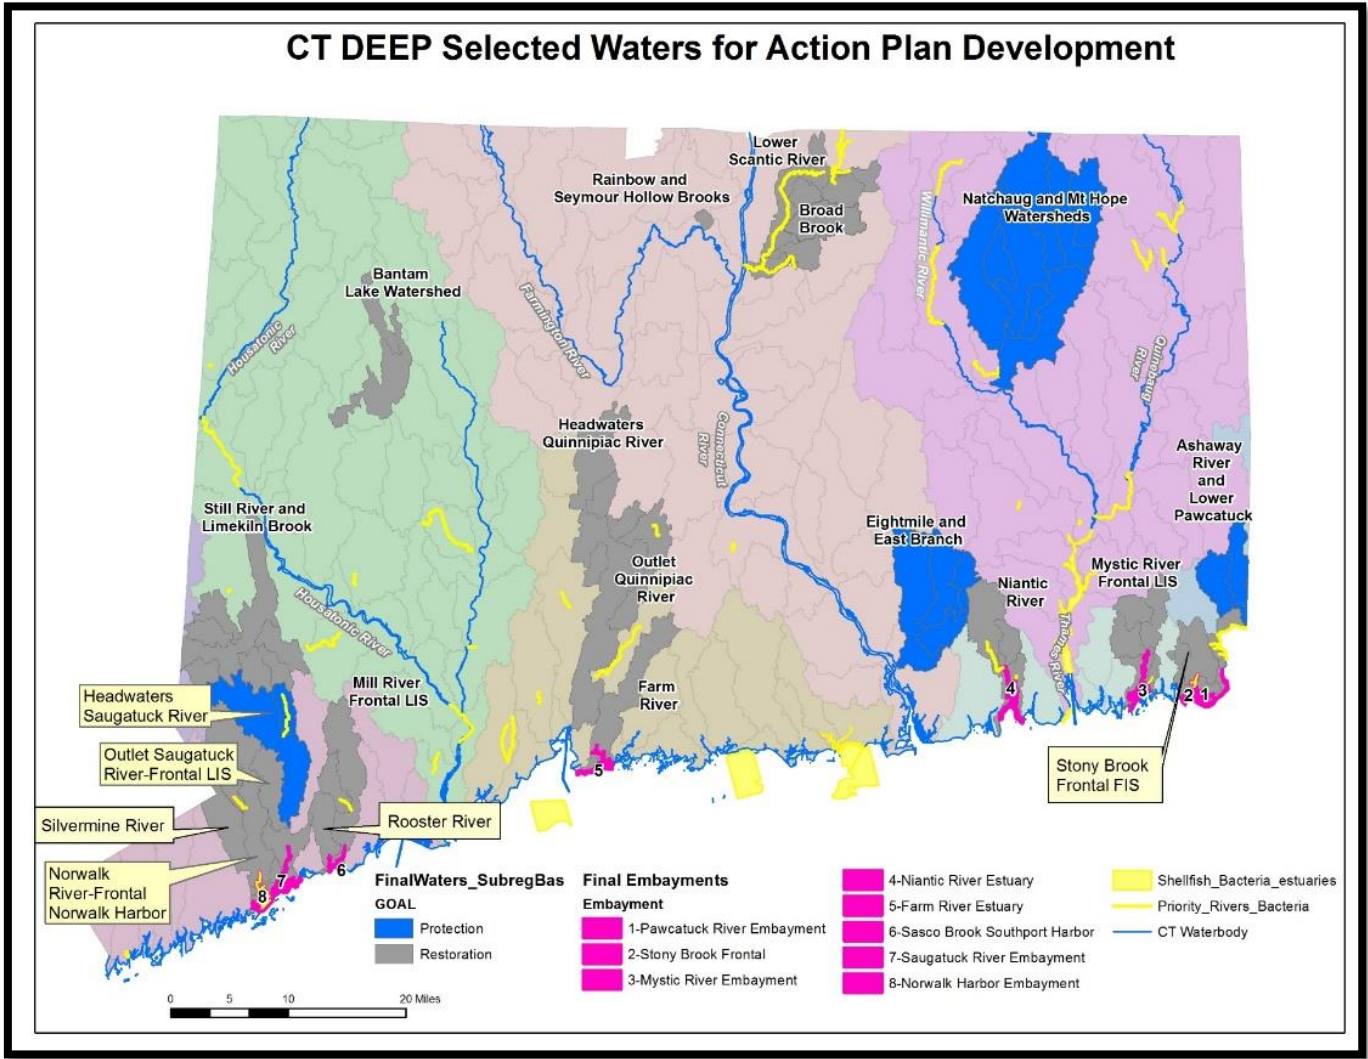 CT DEEP Selected Waters for Action Plan Development
Lower
Scantic River
Rainbow and
Seymour Hollow Brooks
Broad
Brook
Willimantic River
Natchaug and Mt Hope
Watersheds
Bantam
Lake Watershed
Farmington River
Housatonic
River
Quinebaug
River
Headwaters
Quinnipiac River
Connecticut
River
Ashaway
River
and
Lower
Pawcatuck
Still River and
Limekiln Brook
Eightmile and
East Branch
Outlet
Quinnipiac
River
Mystic River
Frontal LIS
Niantic
River
Housatonic River
Thames River
Mill River
Frontal LIS
Farm
River
Headwaters
Saugatuck River
4
3
2
1
Outlet Saugatuck
River-Frontal LIS
5
Stony Brook
Frontal FIS
Silvermine River
Rooster River
Norwalk
River-Frontal
Norwalk Harbor
6
7
8
FinalWaters_SubregBas
GOAL
Protection
Restoration
Final Embayments
Embayment
1-Pawcatuck River Embayment
2-Stony Brook Frontal
3-Mystic River Embayment
4-Niantic River Estuary
5-Farm River Estuary
6-Sasco Brook Southport Harbor
7-Saugatuck River Embayment
8-Norwalk Harbor Embayment
Shellfish_Bacteria_estuaries
Priority_Rivers_Bacteria
CT Waterbody
0 5 10 20 Miles